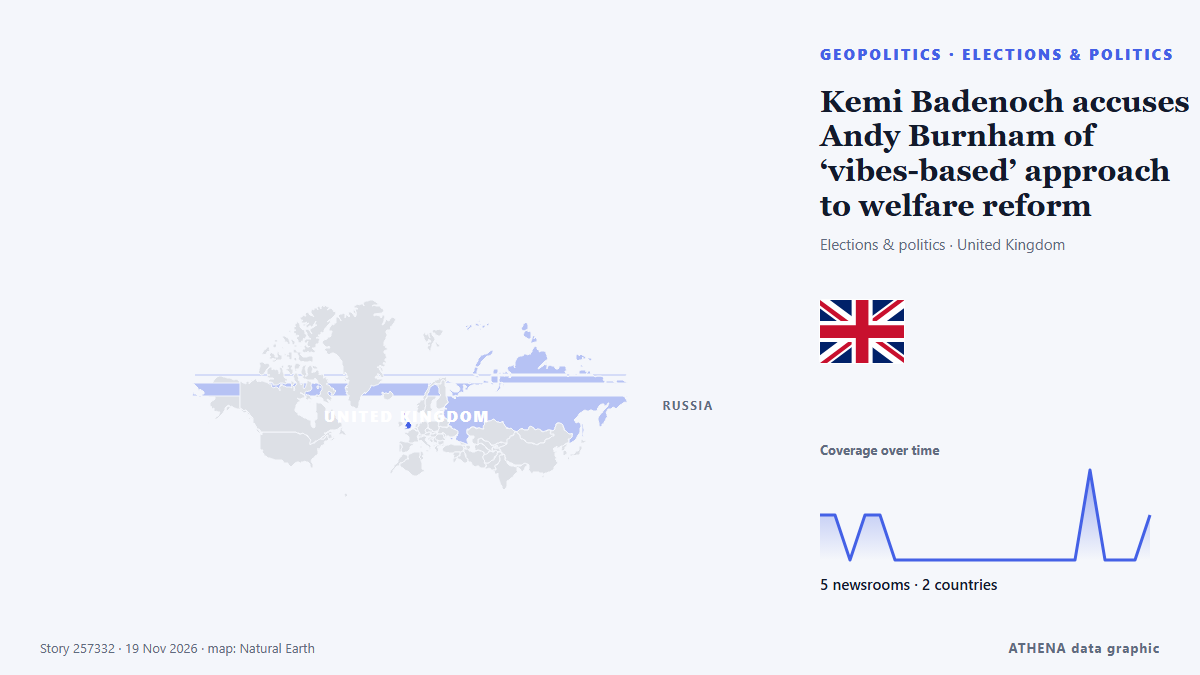 GEOPOLITICS · ELECTIONS & POLITICS
Kemi Badenoch accuses
Andy Burnham of
‘vibes-based’ approach
to welfare reform
Elections & politics · United Kingdom
UNITED KINGDOM
RUSSIA
Coverage over time
5 newsrooms · 2 countries
Story 257332 · 19 Nov 2026 · map: Natural Earth
ATHENA data graphic